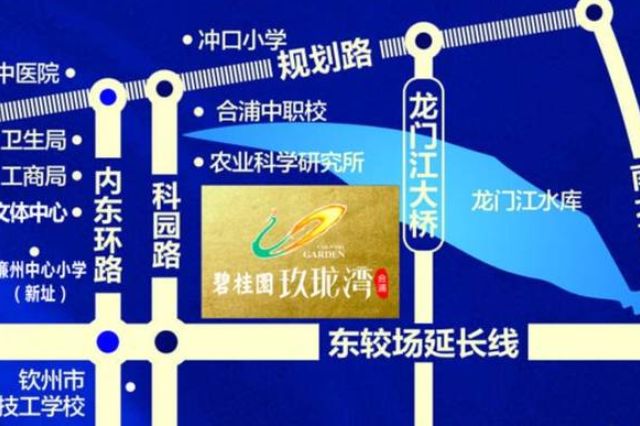 冲口小学
规划路
中医院
合浦中职校
卫生局
农业科学研究所
工商局
文体中心
内东环路
科园路
龙门江大桥
龙门江水库
GARDEN
碧桂园
玖珑湾
合浦
廉州中心小学
（新址）
东较场延长线
钦州市
技工学校